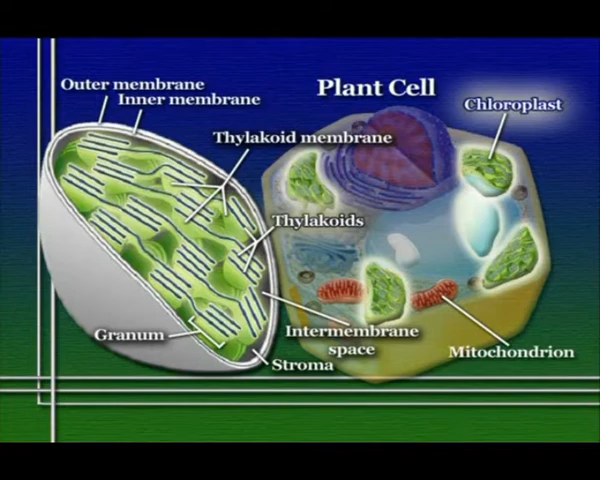 Outer membrane
Inner membrane
Plant Cell
Chloroplast
Thylakoid membrane
Thylakoids
Granum
Intermembrane
space
Stroma
Mitochondrion